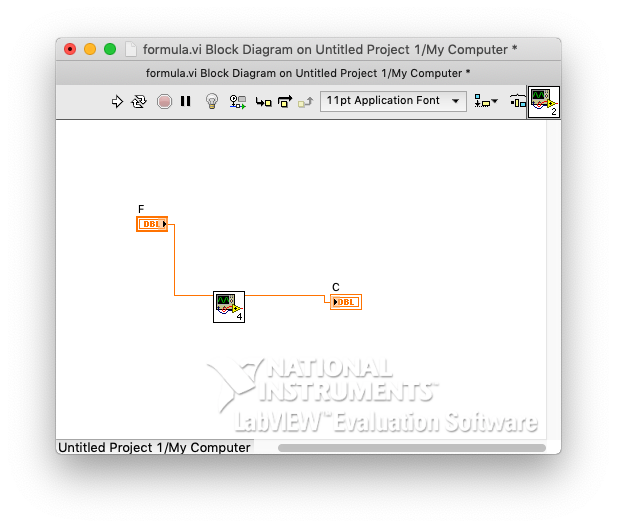 formula.vi Block Diagram on Untitled Project 1/My Computer *
formula.vi Block Diagram on Untitled Project 1/My Computer *
11pt Application Font
2
F
DBL
C
DBL
4
NATIONAL
INSTRUMENTS™
LabVIEW™ Evaluation Software
Untitled Project 1/My Computer